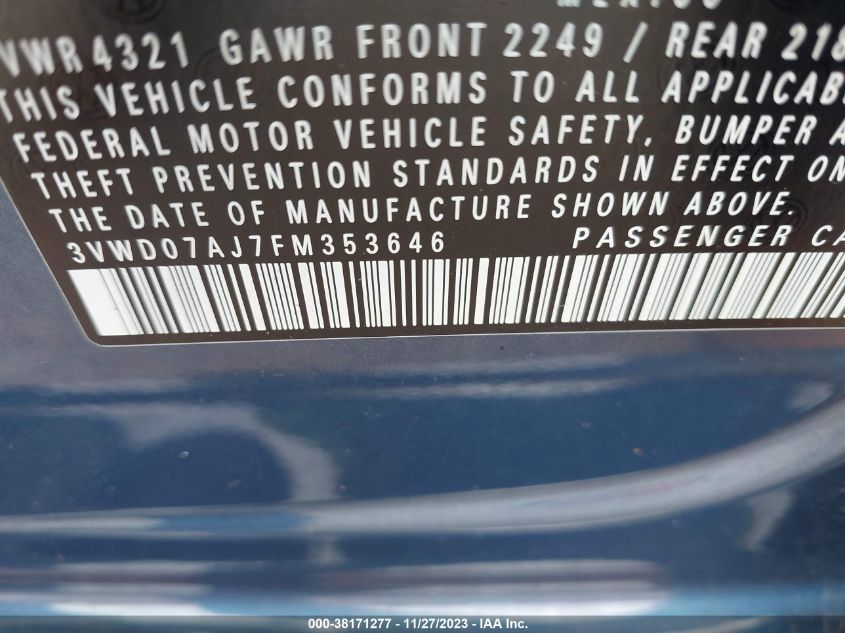 VWR 4321 GAWR FRONT 2249 / REAR 218
THIS VEHICLE CONFORMS TO ALL APPLICAB
FEDERAL MOTOR VEHICLE SAFETY, BUMPER A
THEFT PREVENTION STANDARDS IN EFFECT ON
THE DATE OF MANUFACTURE SHOWN ABOVE.
3VWD07AJ7FM353646 PASSENGER CA
000-38171277 - 11/27/2023 - IAA Inc.